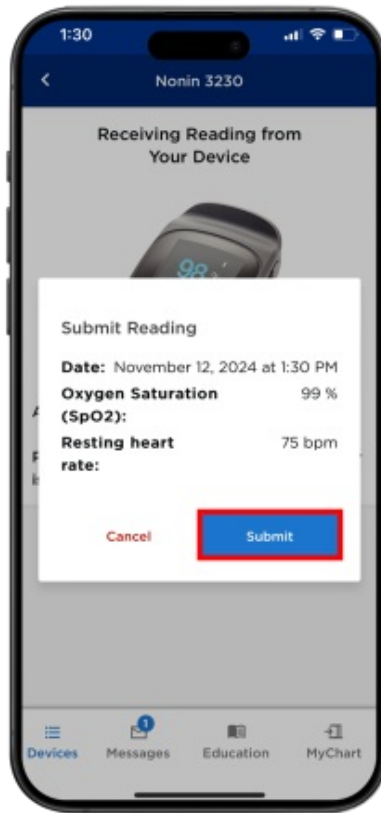 1:30
Nonin 3230
Receiving Reading from
Your Device
98
Submit Reading
Date: November 12, 2024 at 1:30 PM
Oxygen Saturation 99 %
(SpO2):
Resting heart 75 bpm
rate:
Cancel Submit
1
Devices Messages Education MyChart